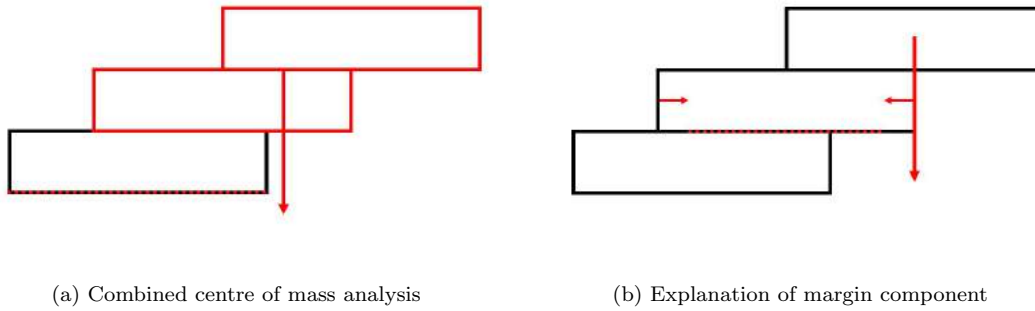 (a) Combined centre of mass analysis
(b) Explanation of margin component